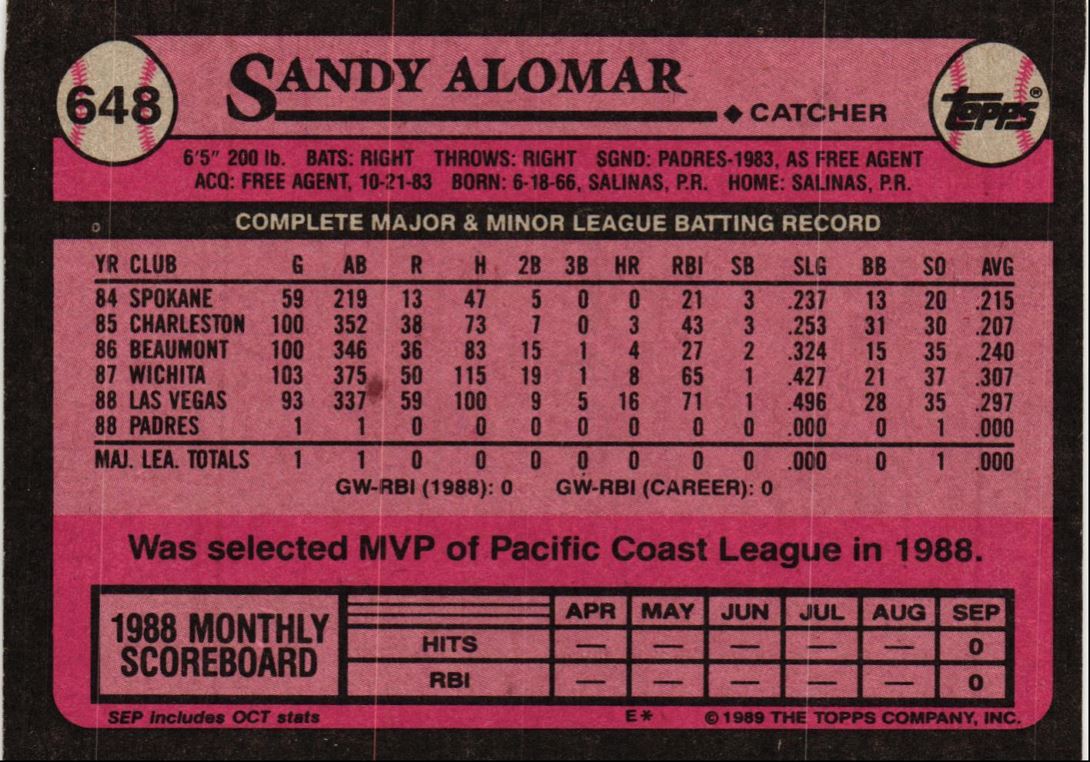 648
SANDY ALOMAR
◆ CATCHER
TOPPS®
6'5" 200 lb. BATS: RIGHT THROWS: RIGHT SGND: PADRES-1983, AS FREE AGENT
ACQ: FREE AGENT, 10-21-83 BORN: 6-18-66, SALINAS, P.R. HOME: SALINAS, P.R.
COMPLETE MAJOR & MINOR LEAGUE BATTING RECORD
YR CLUB G AB R H 2B 3B HR RBI SB SLG BB SO AVG
84 SPOKANE 59 219 13 47 5 0 0 21 3 .237 13 20 .215
85 CHARLESTON 100 352 38 73 7 0 3 43 3 .253 31 30 .207
86 BEAUMONT 100 346 36 83 15 1 4 27 2 .324 15 35 .240
87 WICHITA 103 375 50 115 19 1 8 65 1 .427 21 37 .307
88 LAS VEGAS 93 337 59 100 9 5 16 71 1 .496 28 35 .297
88 PADRES 1 1 0 0 0 0 0 0 0 .000 0 1 .000
MAJ. LEA. TOTALS 1 1 0 0 0 0 0 0 0 .000 0 1 .000
GW-RBI (1988): 0 GW-RBI (CAREER): 0
Was selected MVP of Pacific Coast League in 1988.
1988 MONTHLY
SCOREBOARD
APR MAY JUN JUL AUG SEP
HITS — — — — — 0
RBI — — — — — 0
SEP includes OCT stats E* © 1989 THE TOPPS COMPANY, INC.